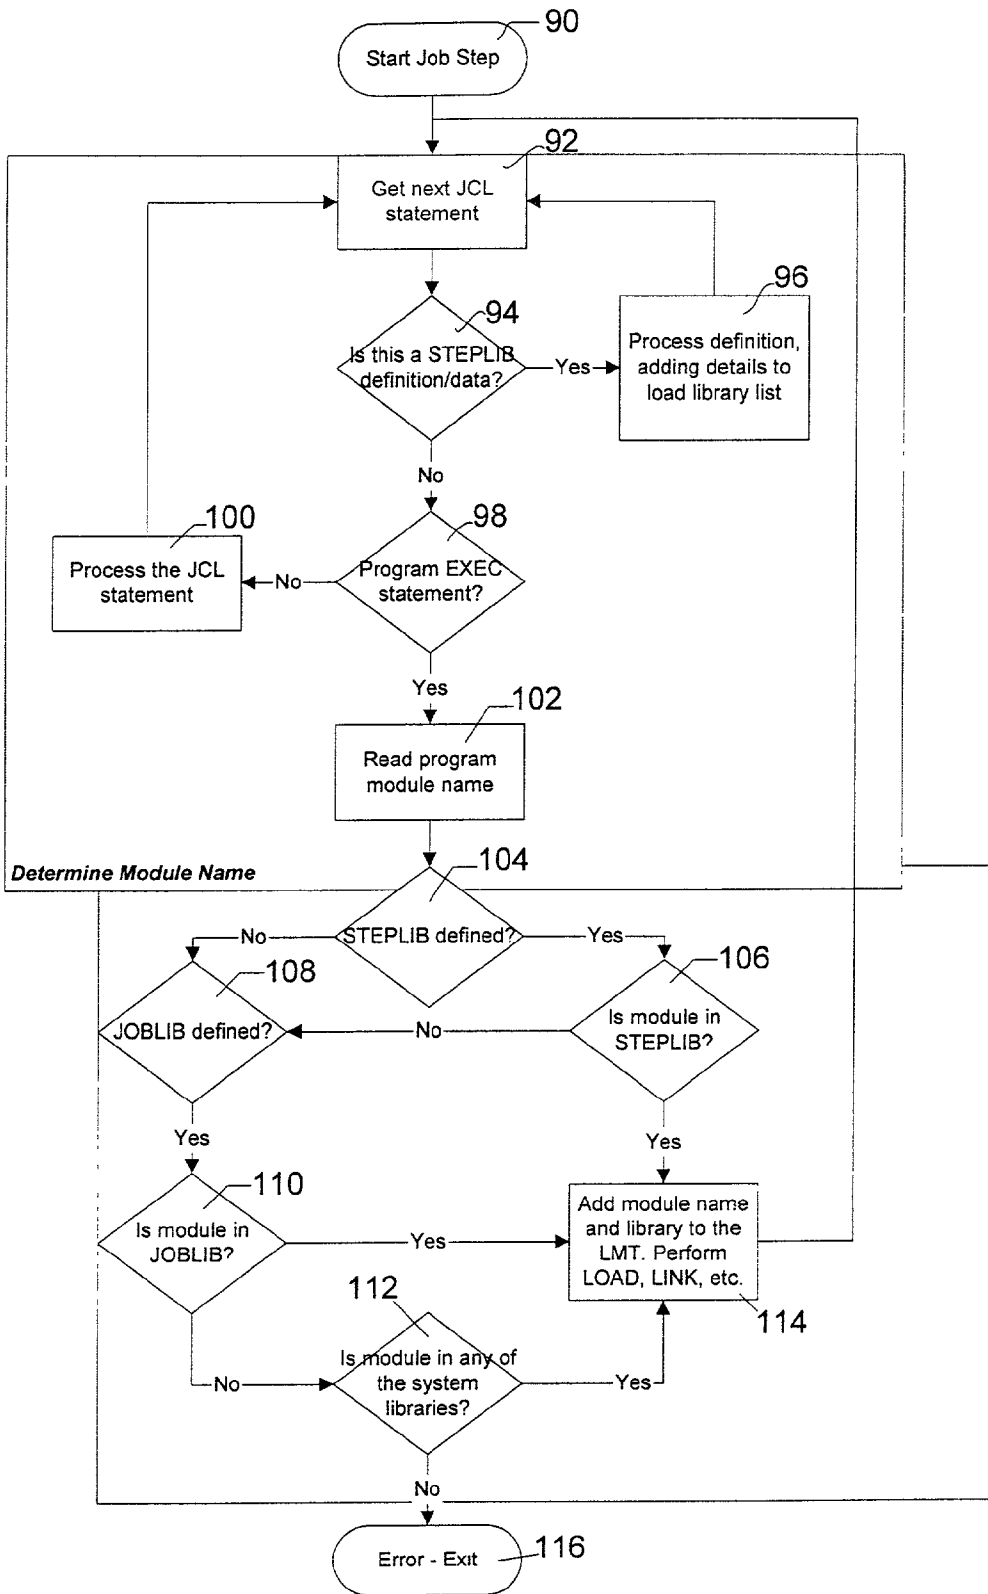 90
Start Job Step
92
Get next JCL
statement
94
Is this a STEPLIB
definition/data?
Yes
96
Process definition,
adding details to
load library list
No
98
Program EXEC
statement?
No
100
Process the JCL
statement
Yes
102
Read program
module name
Determine Module Name
104
STEPLIB defined?
No
Yes
108
JOBLIB defined?
No
106
Is module in
STEPLIB?
Yes
Yes
110
Is module in
JOBLIB?
Yes
Add module name
and library to the
LMT. Perform
LOAD, LINK, etc.
114
112
Is module in any of
the system
libraries?
No
Yes
No
Error - Exit
116